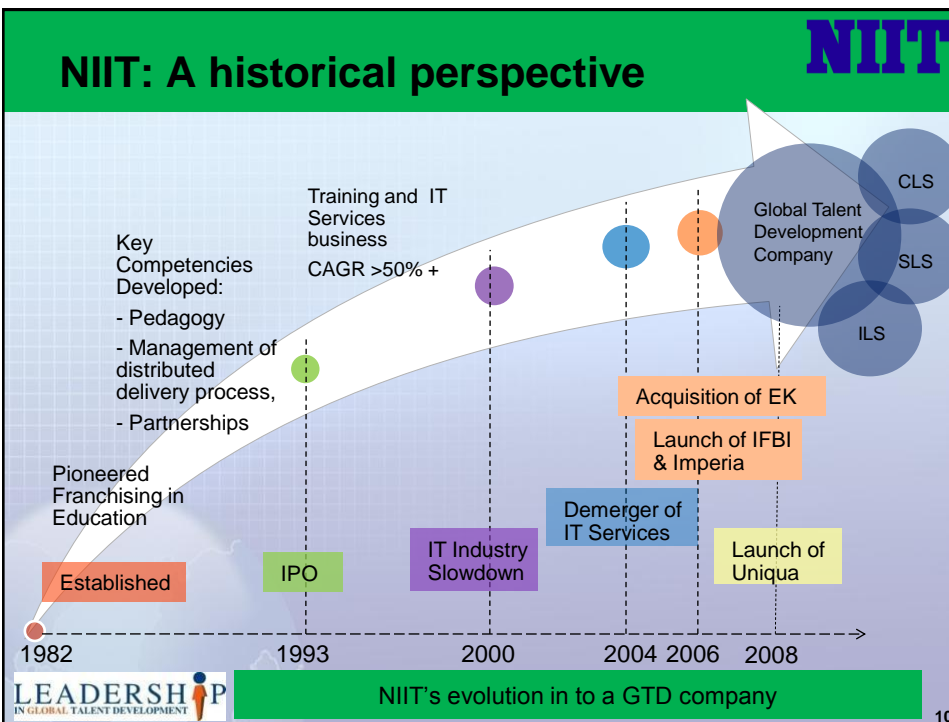 NIIT: A historical perspective
NIIT
Training and IT
Services
business
CAGR >50% +
Key
Competencies
Developed:
- Pedagogy
- Management of
distributed
delivery process,
- Partnerships
Pioneered
Franchising in
Education
Global Talent
Development
Company
CLS
SLS
ILS
Acquisition of EK
Launch of IFBI
& Imperia
Demerger of
IT Services
IT Industry
Slowdown
Launch of
Uniqua
IPO
Established
1982 1993 2000 2004 2006 2008
LEADERSHIP
IN GLOBAL TALENT DEVELOPMENT
NIIT's evolution in to a GTD company